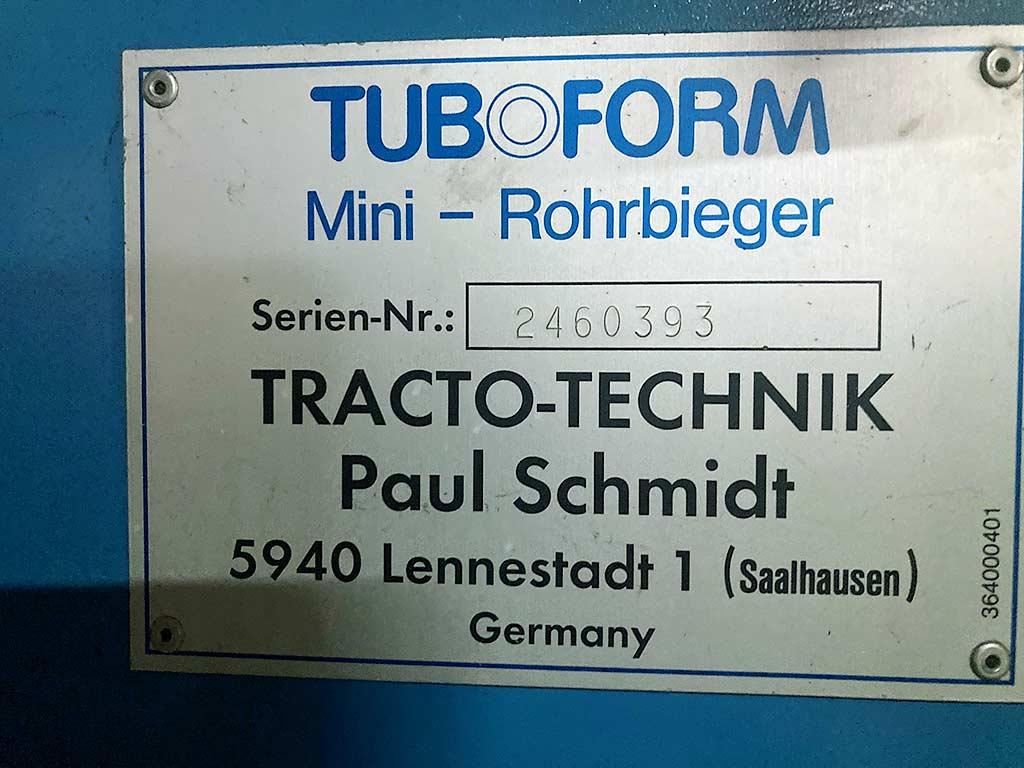 TUBOFORM
Mini – Rohrbieger
Serien-Nr.: 2460393
TRACTO-TECHNIK
Paul Schmidt
5940 Lennestadt 1 (Saalhausen)
Germany
364000401